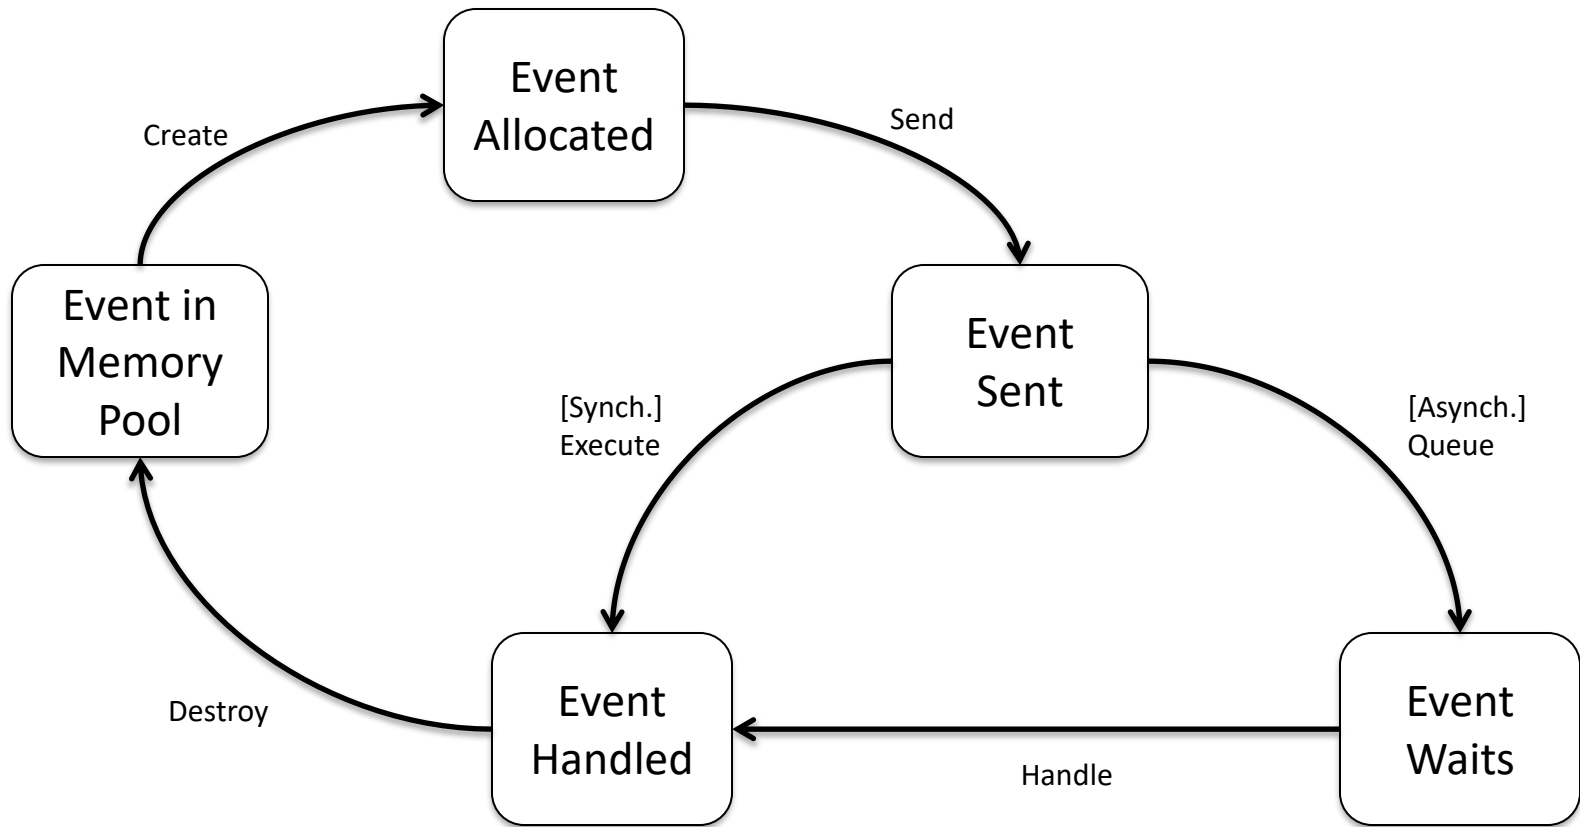 Event
Allocated
Create
Send
Event in
Memory
Pool
Event
Sent
[Synch.]
Execute
[Asynch.]
Queue
Destroy
Event
Handled
Handle
Event
Waits